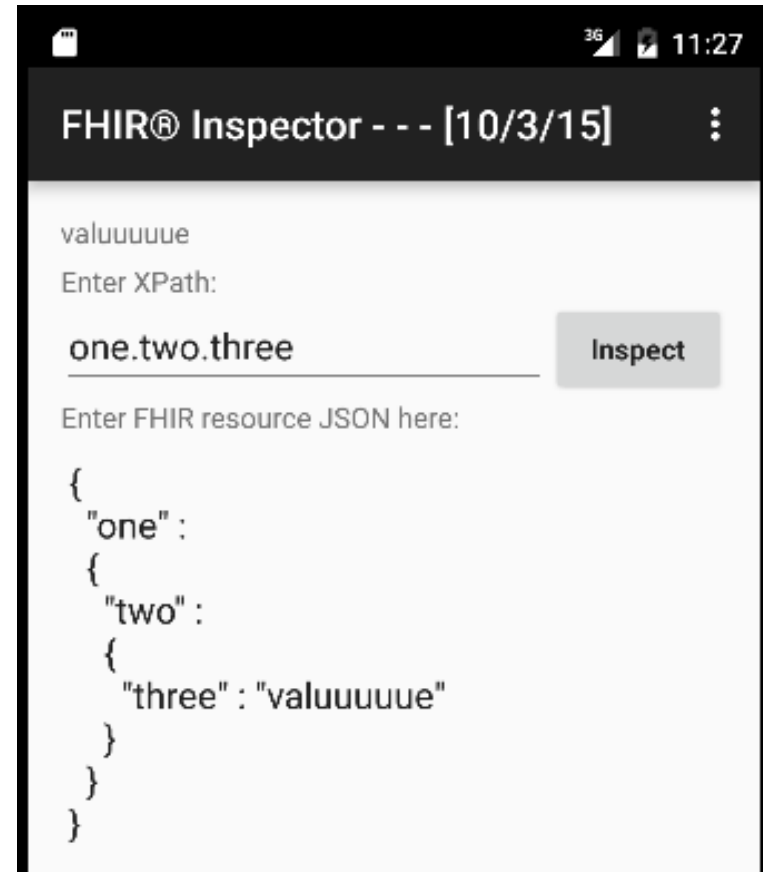 3G 11:27
FHIR® Inspector - - - [10/3/15]
valuuuuue
Enter XPath:
one.two.three Inspect
Enter FHIR resource JSON here:
{
"one" :
{
"two" :
{
"three" : "valuuuuue"
}
}
}